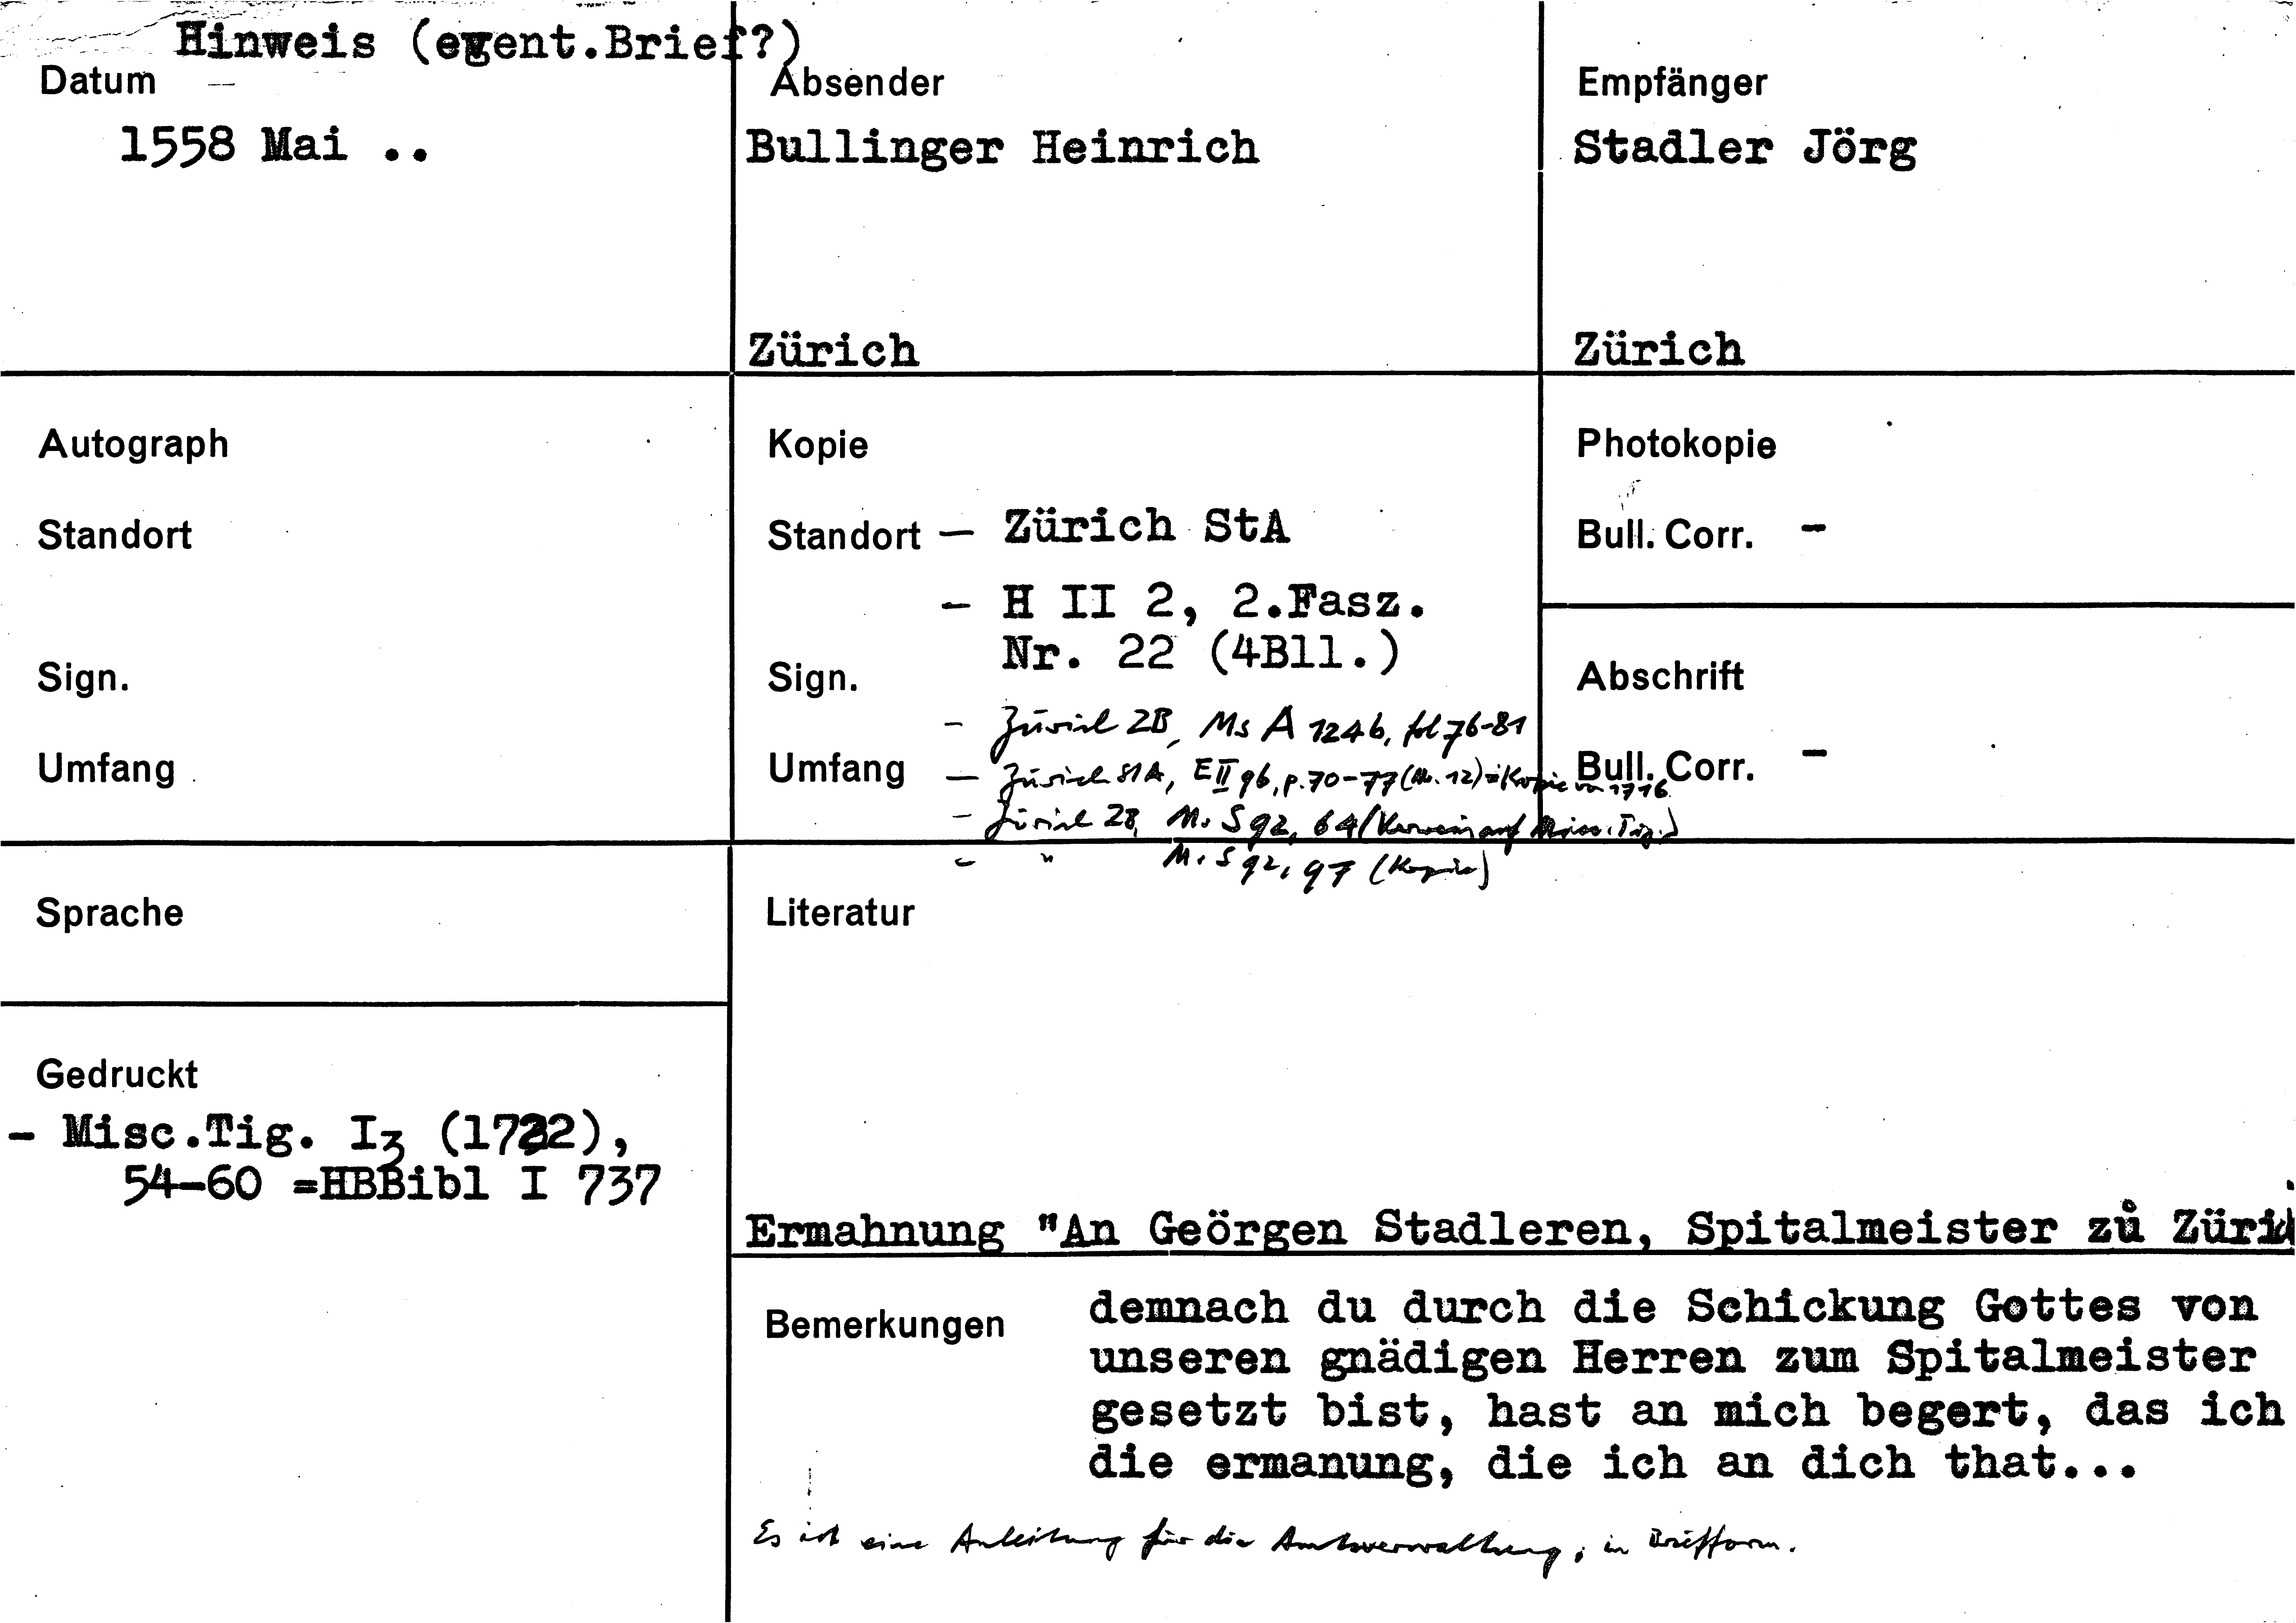 Hinweis (event.Brief?)
Datum
1558 Mai ..
Absender
Bullinger Heinrich
Zürich
Empfänger
Stadler Jörg
Zürich
Autograph
Standort
Sign.
Umfang
Kopie
Standort - Zürich StA
- H II 2, 2.Fasz.
Nr. 22 (4Bll.)
Sign.
- Zürich ZB, Ms A 124b, fol 76-81
Umfang
- Zürich StA, E II 96, p. 70-77 (Nr. 12) = Kopie von 1716
- Zürich ZB, Ms S 92, 64 (Verweis auf Misc. Tig.)
- " Ms S 92, 97 (Kopie)
Photokopie
Bull. Corr. -
Abschrift
Bull. Corr. -
Sprache
Gedruckt
- Misc.Tig. I3 (1722),
54-60 =HBBibl I 737
Literatur
Ermahnung "An Geörgen Stadleren, Spitalmeister zů Zürich
Bemerkungen
demnach du durch die Schickung Gottes von
unseren gnädigen Herren zum Spitalmeister
gesetzt bist, hast an mich begert, das ich
die ermanung, die ich an dich that...
Es ist eine Anleitung für die Amtsverwaltung, in Briefform.